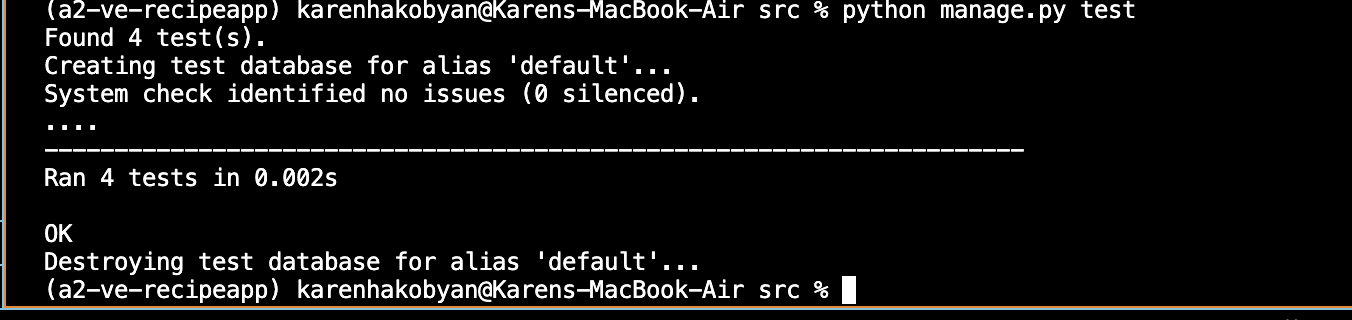 (a2-ve-recipeapp) karenhakobyan@Karens-MacBook-Air src % python manage.py test
Found 4 test(s).
Creating test database for alias 'default'...
System check identified no issues (0 silenced).
....
----------------------------------------------------------------------
Ran 4 tests in 0.002s

OK
Destroying test database for alias 'default'...
(a2-ve-recipeapp) karenhakobyan@Karens-MacBook-Air src %